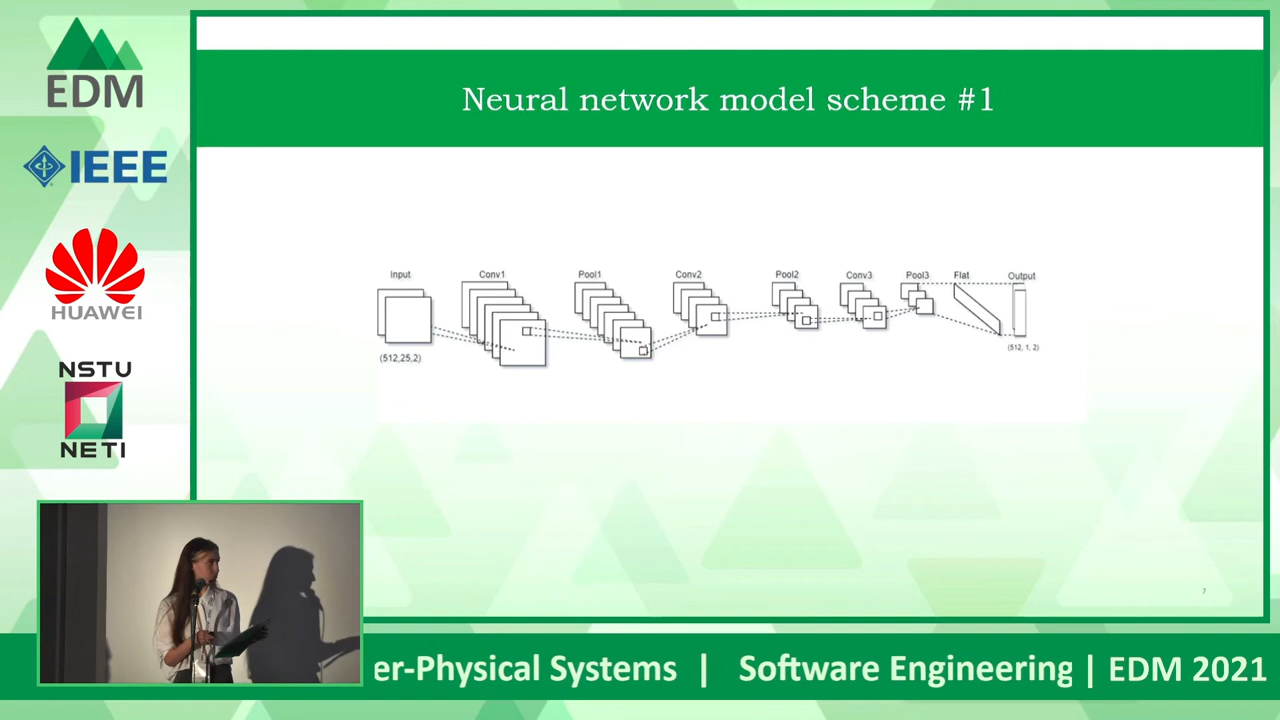 EDM
IEEE
HUAWEI
NSTU
NETI
Neural network model scheme #1
Input
Conv1
Pool1
Conv2
Pool2
Conv3
Pool3
Flat
Output
(512,25,2)
(512, 1, 2)
7
er-Physical Systems | Software Engineering | EDM 2021